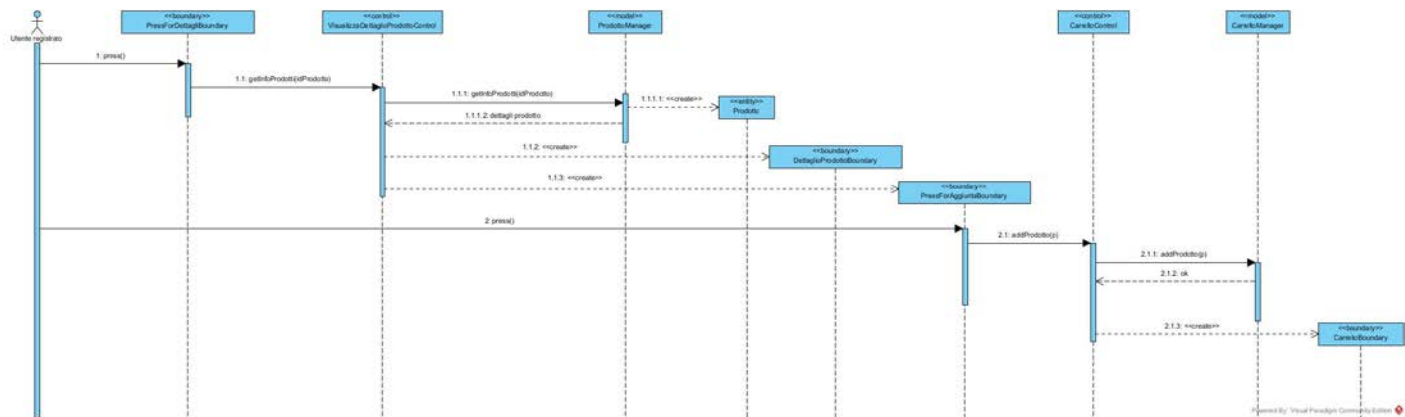 Utente registrato
<<boundary>>
PressForDettagliBoundary
<<control>>
VisualizzaDettaglioProdottoControl
<<model>>
ProdottoManager
<<control>>
CarrelloControl
<<model>>
CarrelloManager
1: press()
1.1: getInfoProdotti(idProdotto)
1.1.1: getInfoProdotti(idProdotto)
1.1.1.1: <<create>>
<<entity>>
Prodotto
1.1.1.2: dettagli prodotto
1.1.2: <<create>>
<<boundary>>
DettaglioProdottoBoundary
1.1.3: <<create>>
<<boundary>>
PressForAggiuntaBoundary
2: press()
2.1: addProdotto(p)
2.1.1: addProdotto(p)
2.1.2: ok
2.1.3: <<create>>
<<boundary>>
CarrelloBoundary
Powered By Visual Paradigm Community Edition